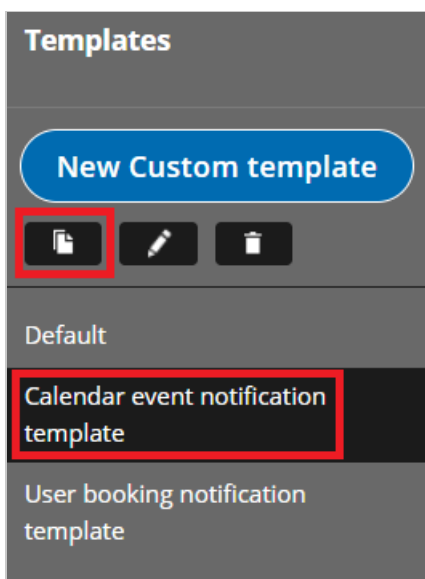 Templates
New Custom template
Default
Calendar event notification
template
User booking notification
template